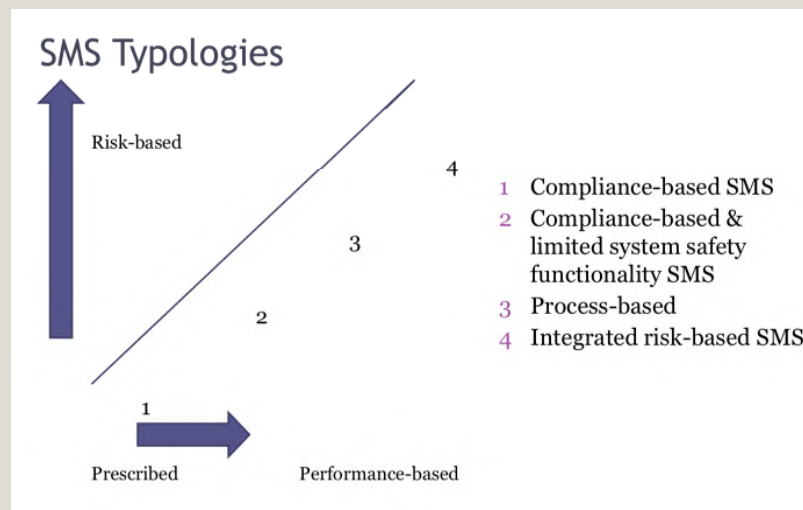 SMS Typologies
Risk-based
4
3
2
1
Prescribed
Performance-based
1 Compliance-based SMS
2 Compliance-based &
limited system safety
functionality SMS
3 Process-based
4 Integrated risk-based SMS